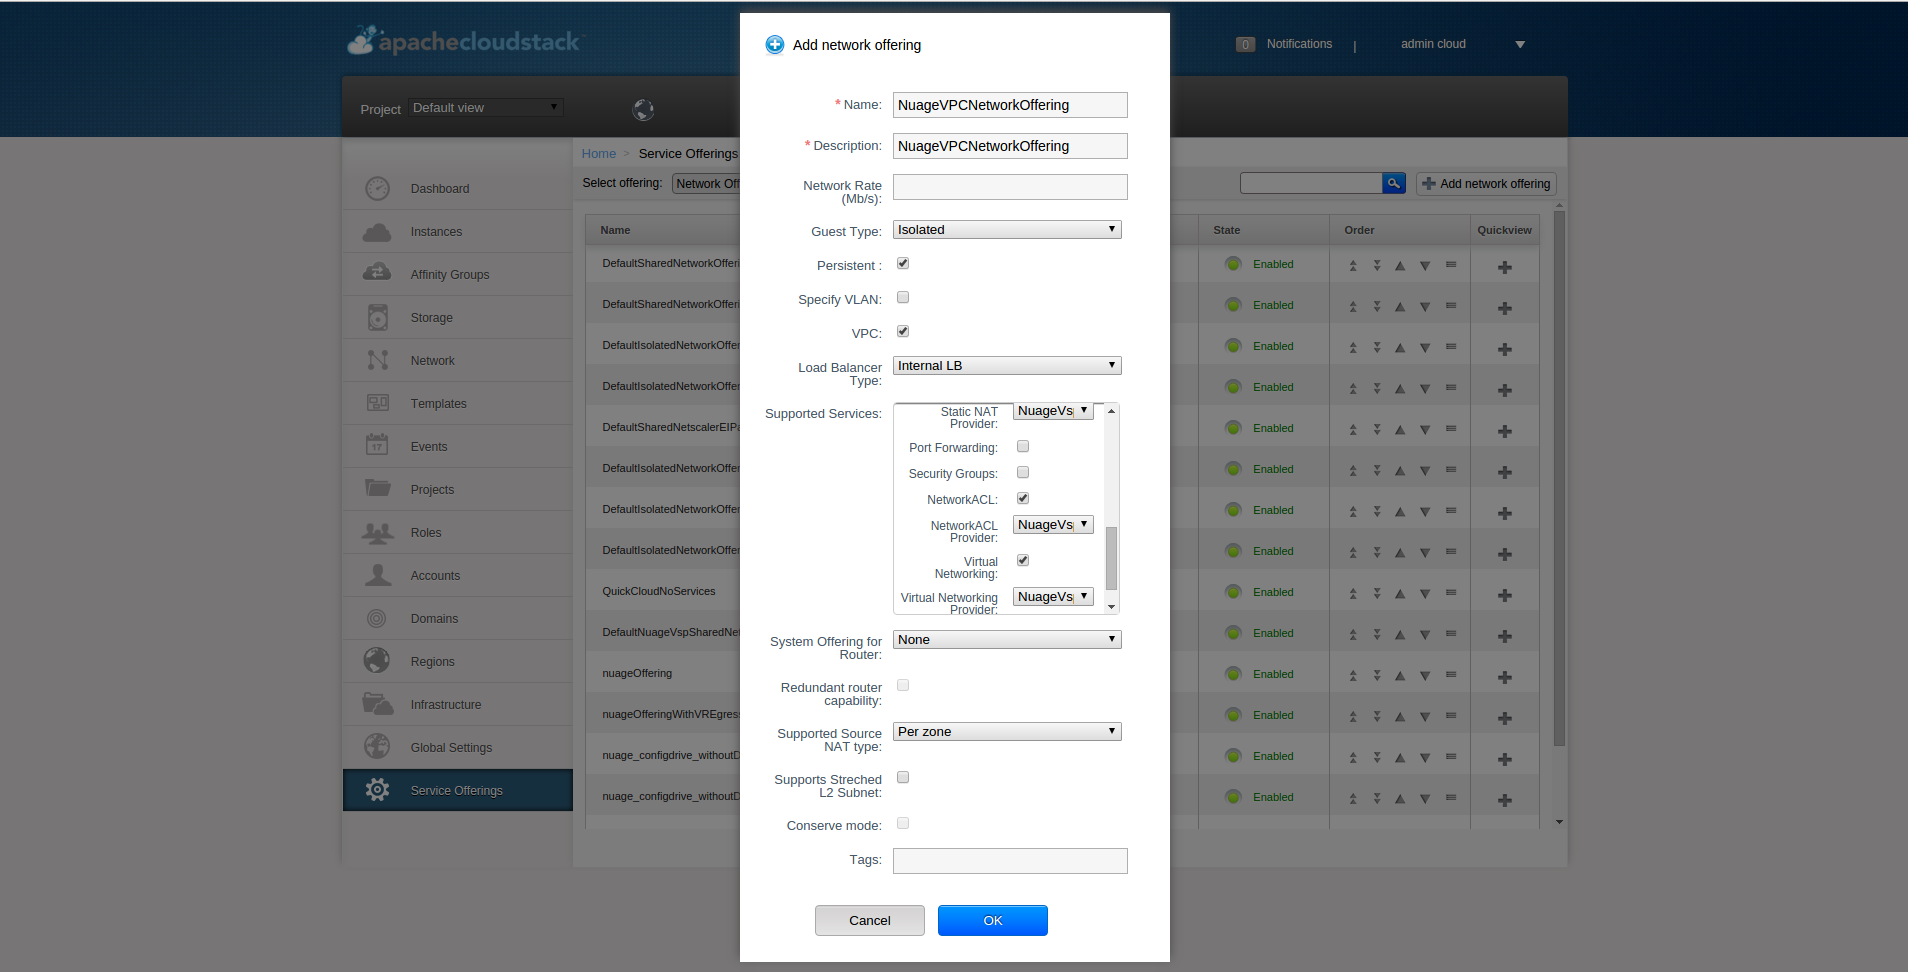 apachecloudstack
0 Notifications | admin cloud
Project Default view
Home > Service Offerings
Select offering: Network Off
Add network offering
Dashboard
Instances
Affinity Groups
Storage
Network
Templates
17
Events
Projects
Roles
Accounts
Domains
Regions
Infrastructure
Global Settings
Service Offerings
Name State Order Quickview
DefaultSharedNetworkOfferi Enabled
DefaultSharedNetworkOfferi Enabled
DefaultIsolatedNetworkOffer Enabled
DefaultIsolatedNetworkOffer Enabled
DefaultSharedNetscalerEIPa Enabled
DefaultIsolatedNetworkOffer Enabled
DefaultIsolatedNetworkOffer Enabled
DefaultIsolatedNetworkOffer Enabled
QuickCloudNoServices Enabled
DefaultNuageVspSharedNet Enabled
nuageOffering Enabled
nuageOfferingWithVREgress Enabled
nuage_configdrive_withoutD Enabled
nuage_configdrive_withoutD Enabled
Add network offering
* Name: NuageVPCNetworkOffering
* Description: NuageVPCNetworkOffering
Network Rate
(Mb/s):
Guest Type: Isolated
Persistent :
Specify VLAN:
VPC:
Load Balancer Internal LB
Type:
Supported Services:
Static NAT NuageVs
Provider:
Port Forwarding:
Security Groups:
NetworkACL:
NetworkACL NuageVs
Provider:
Virtual
Networking:
Virtual Networking NuageVs
Provider:
System Offering for None
Router:
Redundant router
capability:
Supported Source Per zone
NAT type:
Supports Streched
L2 Subnet:
Conserve mode:
Tags:
Cancel OK